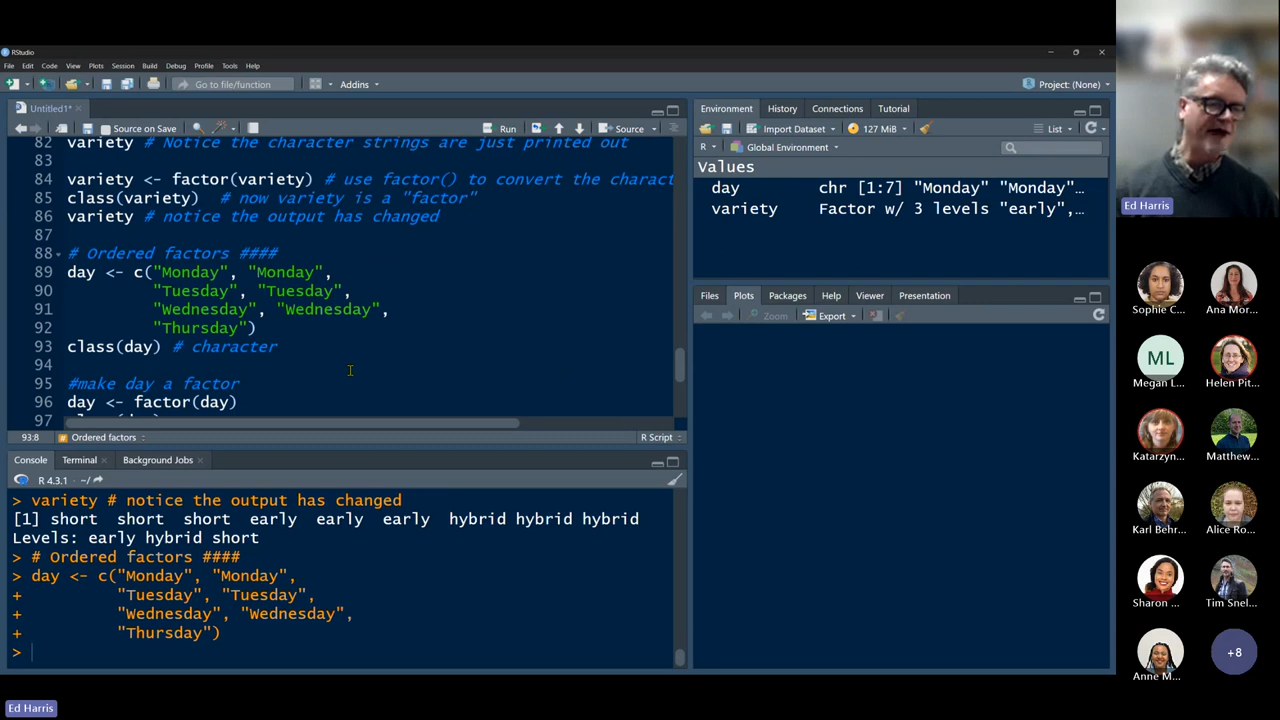 RStudio
File Edit Code View Plots Session Build Debug Profile Tools Help
Go to file/function Addins Project: (None)
Untitled1*
Source on Save Run Source
82 variety # Notice the character strings are just printed out
83
84 variety <- factor(variety) # use factor() to convert the charact
85 class(variety) # now variety is a "factor"
86 variety # notice the output has changed
87
88 # Ordered factors ####
89 day <- c("Monday", "Monday",
90 "Tuesday", "Tuesday",
91 "Wednesday", "Wednesday",
92 "Thursday")
93 class(day) # character
94
95 #make day a factor
96 day <- factor(day)
97
93:8 # Ordered factors R Script
Console Terminal Background Jobs
R 4.3.1 · ~/
> variety # notice the output has changed
[1] short short short early early early hybrid hybrid hybrid
Levels: early hybrid short
> # Ordered factors ####
> day <- c("Monday", "Monday",
+ "Tuesday", "Tuesday",
+ "Wednesday", "Wednesday",
+ "Thursday")
>
Environment History Connections Tutorial
Import Dataset 127 MiB List
R Global Environment
Values
day chr [1:7] "Monday" "Monday"…
variety Factor w/ 3 levels "early",…
Files Plots Packages Help Viewer Presentation
Zoom Export
Ed Harris
Sophie C... Ana Mor...
ML
Megan L... Helen Pit...
Katarzyn... Matthew...
Karl Behr... Alice Ro...
Sharon ... Tim Snel...
Anne M... +8
Ed Harris